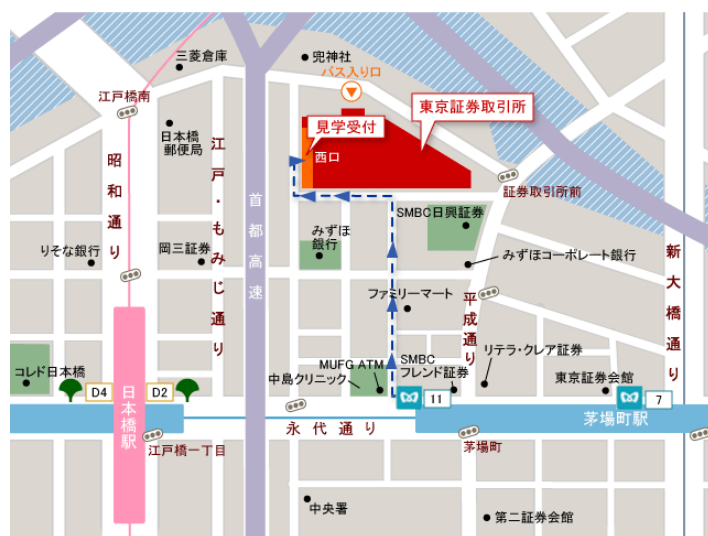 三菱倉庫
兜神社
バス入り口
江戸橋南
東京証券取引所
見学受付
日本橋
郵便局
西口
昭和通り
江戸・もみじ通り
首都高速
証券取引所前
SMBC日興証券
みずほ
銀行
りそな銀行
岡三証券
みずほコーポレート銀行
新大橋通り
ファミリーマート
平成通り
リテラ・クレア証券
コレド日本橋
MUFG ATM
SMBC
フレンド証券
中島クリニック
東京証券会館
D4
日本橋駅
D2
11
7
茅場町駅
永代通り
江戸橋一丁目
茅場町
中央署
第二証券会館